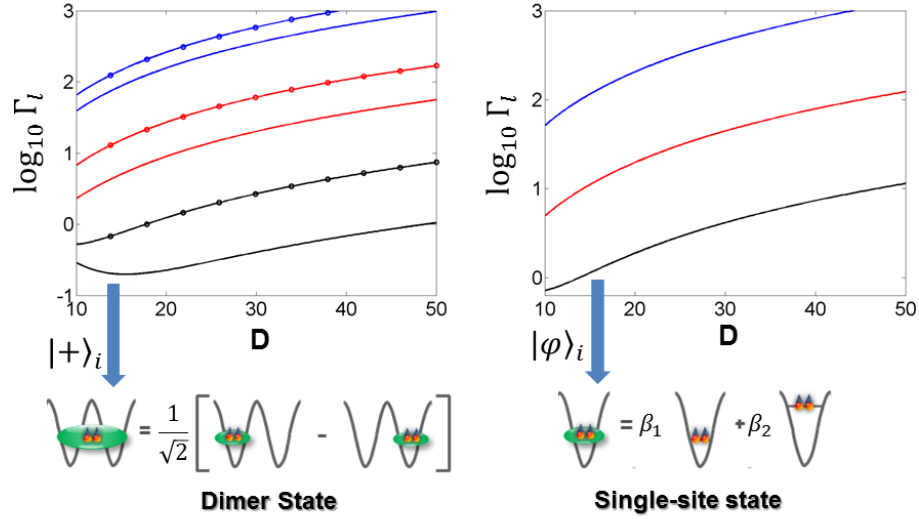 3
2
1
0
-1
log₁₀ Γₗ
10
20
30
40
50
D
3
2
1
0
log₁₀ Γₗ
10
20
30
40
50
D
|+⟩ᵢ
|φ⟩ᵢ
= 1/√2 [ - ]
= β₁ +β₂
Dimer State
Single-site state